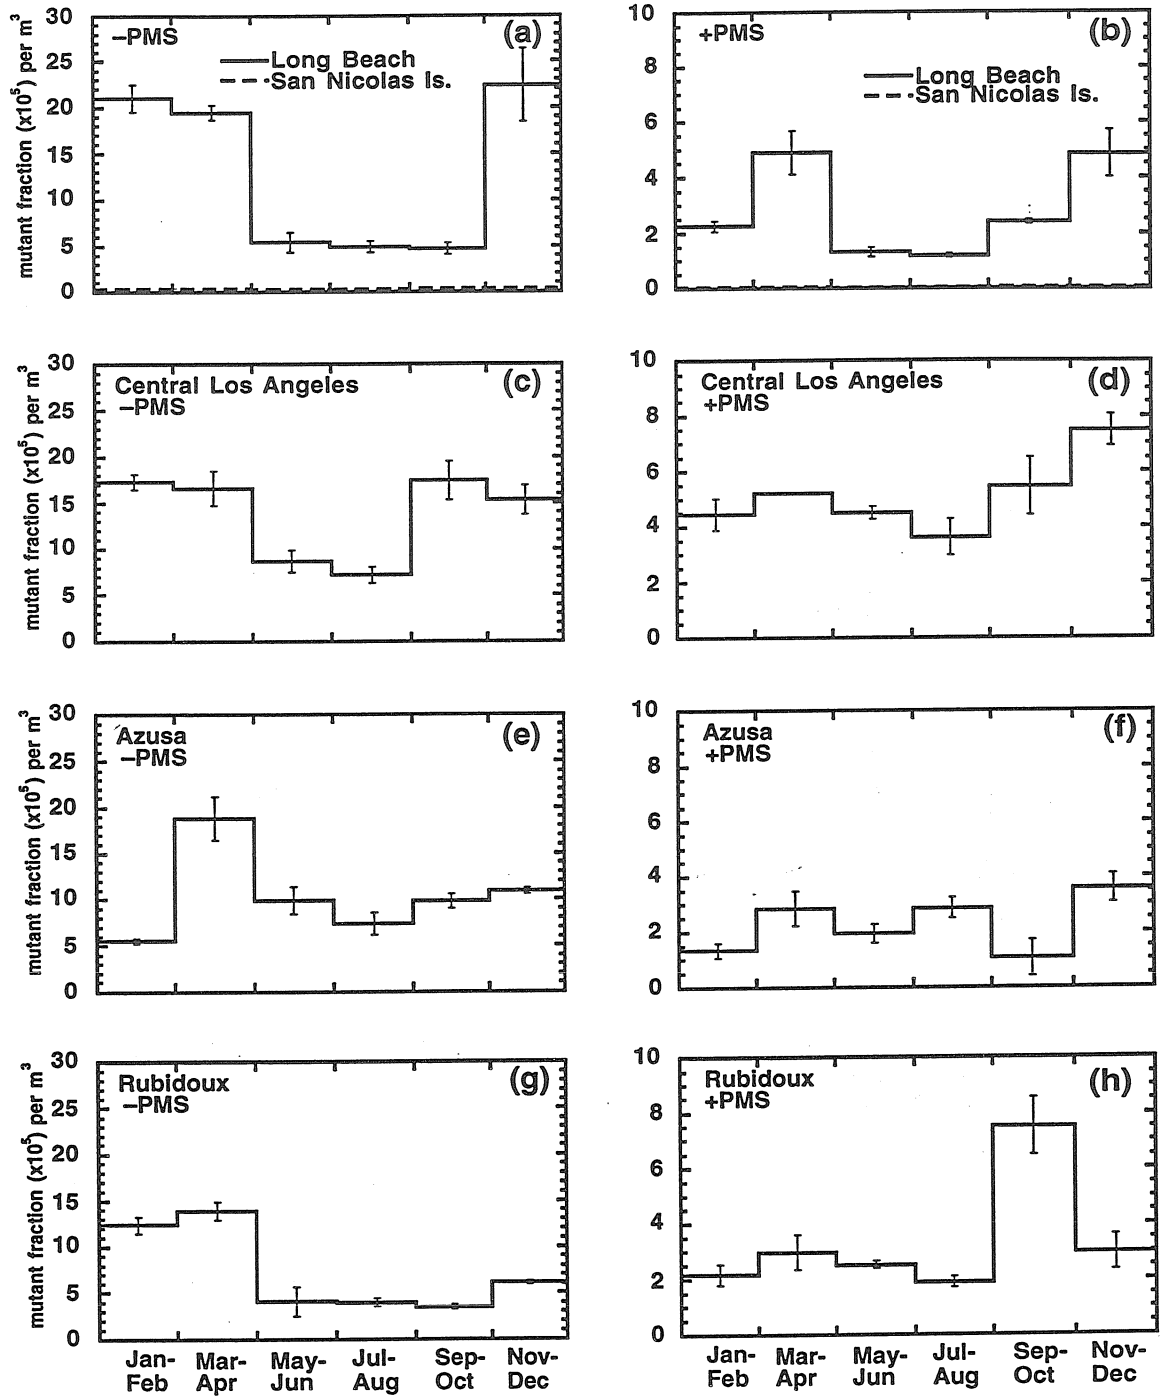 30
25
20
15
10
5
0
mutant fraction (x10⁵) per m³
−PMS
(a)
Long Beach
San Nicolas Is.
10
8
6
4
2
0
+PMS
(b)
Long Beach
San Nicolas Is.
30
25
20
15
10
5
0
mutant fraction (x10⁵) per m³
Central Los Angeles
−PMS
(c)
10
8
6
4
2
0
Central Los Angeles
+PMS
(d)
30
25
20
15
10
5
0
mutant fraction (x10⁵) per m³
Azusa
−PMS
(e)
10
8
6
4
2
0
Azusa
+PMS
(f)
30
25
20
15
10
5
0
mutant fraction (x10⁵) per m³
Rubidoux
−PMS
(g)
Jan- Mar- May- Jul- Sep- Nov-
Feb Apr Jun Aug Oct Dec
10
8
6
4
2
0
Rubidoux
+PMS
(h)
Jan- Mar- May- Jul- Sep- Nov-
Feb Apr Jun Aug Oct Dec